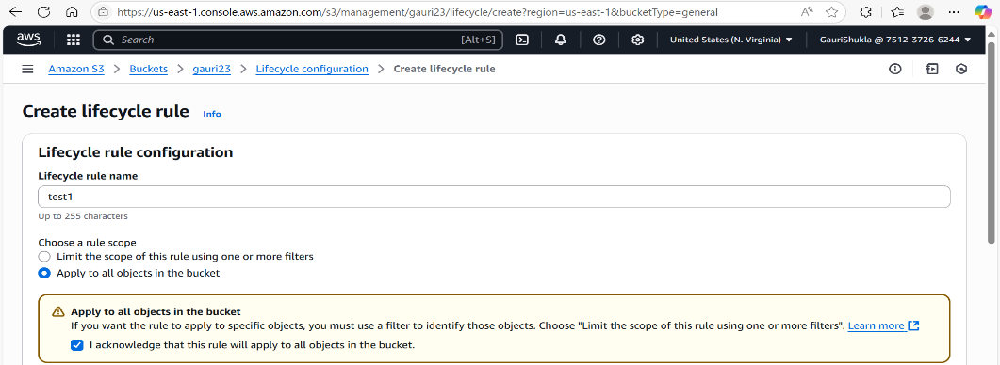 https://us-east-1.console.aws.amazon.com/s3/management/gauri23/lifecycle/create?region=us-east-1&bucketType=general
aws Search [Alt+S] United States (N. Virginia) GauriShukla @ 7512-3726-6244
Amazon S3 > Buckets > gauri23 > Lifecycle configuration > Create lifecycle rule
Create lifecycle rule Info
Lifecycle rule configuration
Lifecycle rule name
test1
Up to 255 characters
Choose a rule scope
Limit the scope of this rule using one or more filters
Apply to all objects in the bucket
Apply to all objects in the bucket
If you want the rule to apply to specific objects, you must use a filter to identify those objects. Choose "Limit the scope of this rule using one or more filters". Learn more
I acknowledge that this rule will apply to all objects in the bucket.